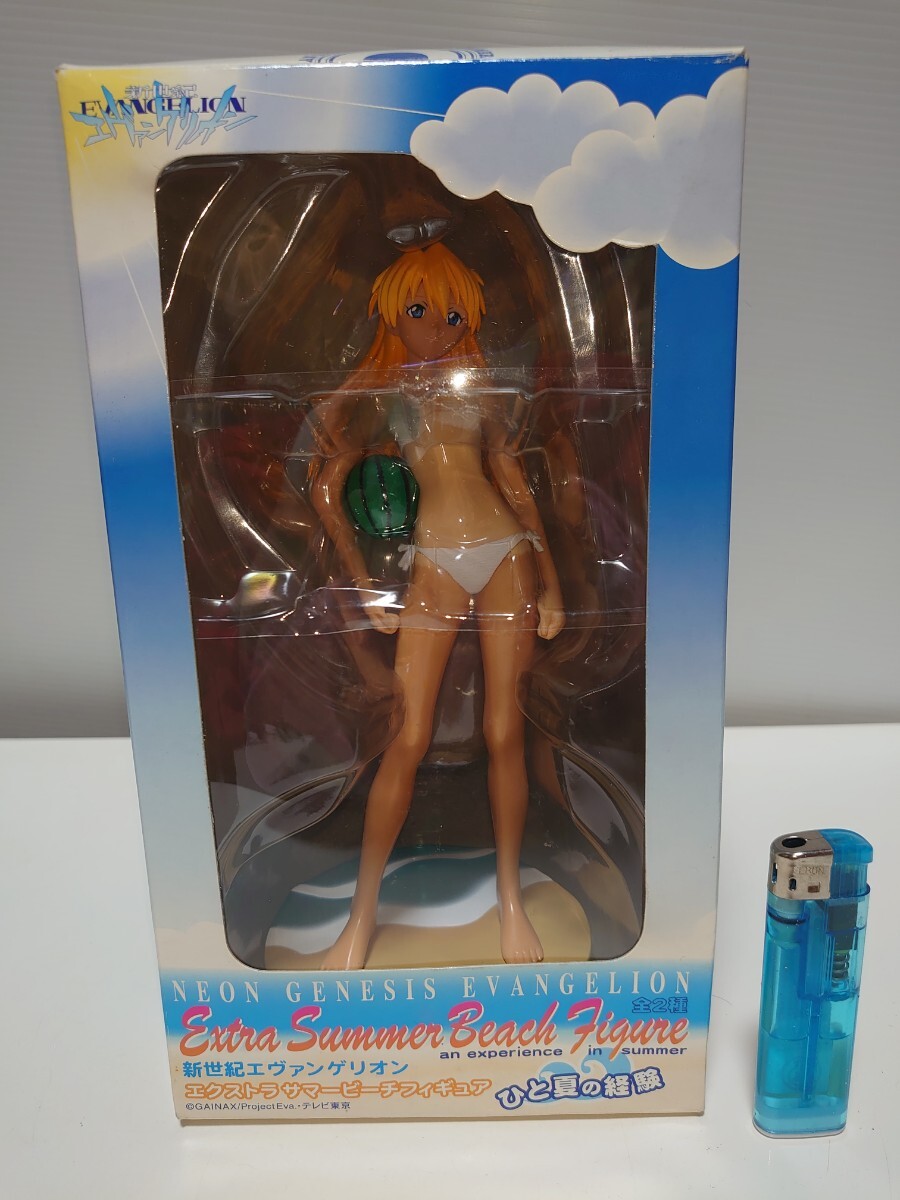 新世紀
EVANGELION
エヴァンゲリオン
NEON GENESIS EVANGELION
全2種
Extra Summer Beach Figure
an experience in summer
新世紀エヴァンゲリオン
エクストラサマービーチフィギュア
ひと夏の経験
©GAINAX/ProjectEva.・テレビ東京